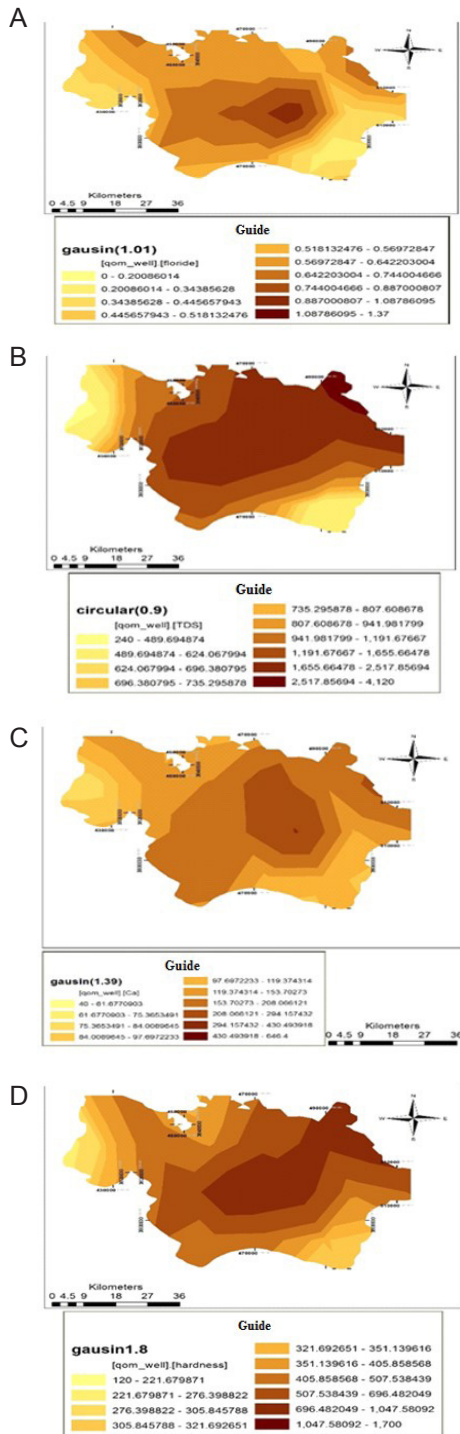 A
N
W E
S
Kilometers
0 4.5 9 18 27 36
Guide
gausin(1.01)
[qom_well].[floride]
0 - 0.20086014
0.20086014 - 0.34385628
0.34385628 - 0.445657943
0.445657943 - 0.518132476
0.518132476 - 0.56972847
0.56972847 - 0.642203004
0.642203004 - 0.744004666
0.744004666 - 0.887000807
0.887000807 - 1.08786095
1.08786095 - 1.37
B
N
W E
S
Kilometers
0 4.5 9 18 27 36
Guide
circular(0.9)
[qom_well].[TDS]
240 - 489.694874
489.694874 - 624.067994
624.067994 - 696.380795
696.380795 - 735.295878
735.295878 - 807.608678
807.608678 - 941.981799
941.981799 - 1,191.67667
1,191.67667 - 1,655.66478
1,655.66478 - 2,517.85694
2,517.85694 - 4,120
C
N
W E
S
Guide
gausin(1.39)
[qom_well].[Ca]
40 - 61.6770903
61.6770903 - 75.3653491
75.3653491 - 84.0089645
84.0089645 - 97.6972233
97.6972233 - 119.374314
119.374314 - 153.70273
153.70273 - 208.066121
208.066121 - 294.157432
294.157432 - 430.493918
430.493918 - 646.4
Kilometers
0 4.5 9 18 27 36
D
N
W E
S
Kilometers
0 4.5 9 18 27 36
Guide
gausin1.8
[qom_well].[hardness]
120 - 221.679871
221.679871 - 276.398822
276.398822 - 305.845788
305.845788 - 321.692651
321.692651 - 351.139616
351.139616 - 405.858568
405.858568 - 507.538439
507.538439 - 696.482049
696.482049 - 1,047.58092
1,047.58092 - 1,700